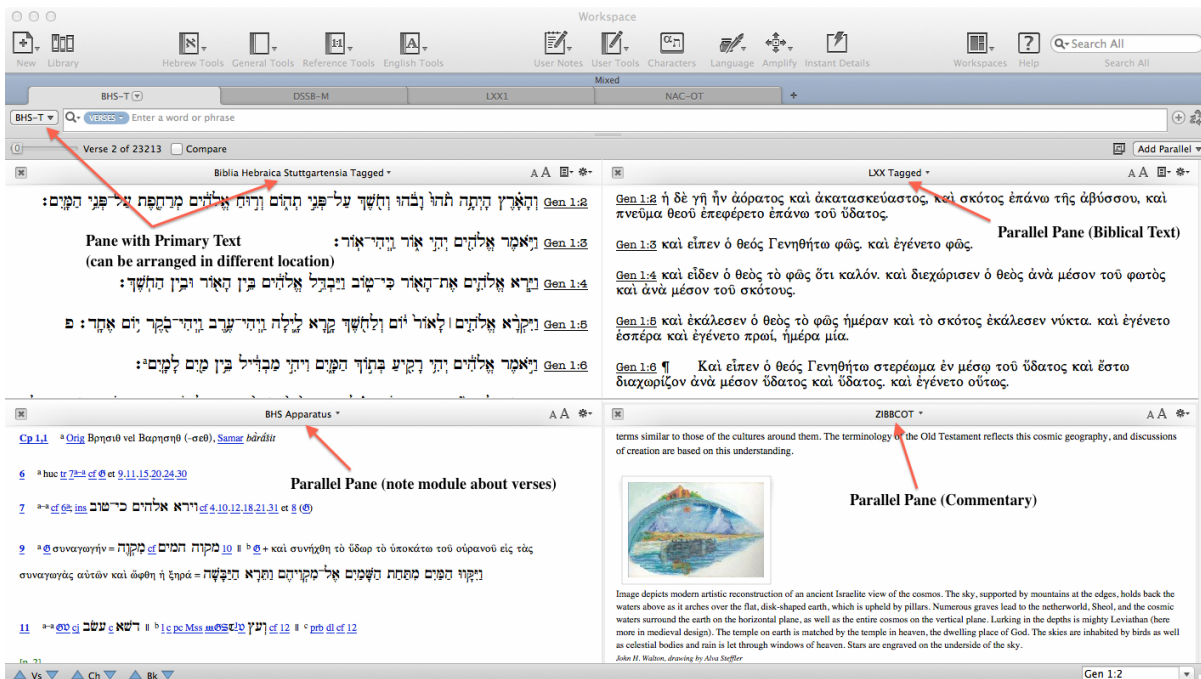 Workspace
New Library Hebrew Tools General Tools Reference Tools English Tools User Notes User Tools Characters Language Amplify Instant Details Workspaces Help Search All
Search All
Mixed
BHS-T DSSB-M LXX1 NAC-OT +
BHS-T VERSES Enter a word or phrase
Verse 2 of 23213 Compare Add Parallel
Biblia Hebraica Stuttgartensia Tagged
Gen 1:2 וְהָאָ֗רֶץ הָיְתָ֥ה תֹ֙הוּ֙ וָבֹ֔הוּ וְחֹ֖שֶׁךְ עַל־פְּנֵ֣י תְה֑וֹם וְר֣וּחַ אֱלֹהִ֔ים מְרַחֶ֖פֶת עַל־פְּנֵ֥י הַמָּֽיִם׃
Gen 1:3 וַיֹּ֥אמֶר אֱלֹהִ֖ים יְהִ֣י א֑וֹר וַֽיְהִי־אֽוֹר׃
Gen 1:4 וַיַּ֧רְא אֱלֹהִ֛ים אֶת־הָא֖וֹר כִּי־ט֑וֹב וַיַּבְדֵּ֣ל אֱלֹהִ֔ים בֵּ֥ין הָא֖וֹר וּבֵ֥ין הַחֹֽשֶׁךְ׃
Gen 1:5 וַיִּקְרָ֨א אֱלֹהִ֤ים׀ לָאוֹר֙ י֔וֹם וְלַחֹ֖שֶׁךְ קָ֣רָא לָ֑יְלָה וַֽיְהִי־עֶ֥רֶב וַֽיְהִי־בֹ֖קֶר י֥וֹם אֶחָֽד׃ פ
Gen 1:6 וַיֹּ֣אמֶר אֱלֹהִ֔ים יְהִ֥י רָקִ֖יעַ בְּת֣וֹךְ הַמָּ֑יִם וִיהִ֣י מַבְדִּ֔יל בֵּ֥ין מַ֖יִם לָמָֽיִם׃ᵃ
Pane with Primary Text
(can be arranged in different location)
LXX Tagged
Gen 1:2 ἡ δὲ γῆ ἦν ἀόρατος καὶ ἀκατασκεύαστος, καὶ σκότος ἐπάνω τῆς ἀβύσσου, καὶ
πνεῦμα θεοῦ ἐπεφέρετο ἐπάνω τοῦ ὕδατος.
Parallel Pane (Biblical Text)
Gen 1:3 καὶ εἶπεν ὁ θεός Γενηθήτω φῶς. καὶ ἐγένετο φῶς.
Gen 1:4 καὶ εἶδεν ὁ θεὸς τὸ φῶς ὅτι καλόν. καὶ διεχώρισεν ὁ θεὸς ἀνὰ μέσον τοῦ φωτὸς
καὶ ἀνὰ μέσον τοῦ σκότους.
Gen 1:5 καὶ ἐκάλεσεν ὁ θεὸς τὸ φῶς ἡμέραν καὶ τὸ σκότος ἐκάλεσεν νύκτα. καὶ ἐγένετο
ἑσπέρα καὶ ἐγένετο πρωί, ἡμέρα μία.
Gen 1:6 ¶ Καὶ εἶπεν ὁ θεός Γενηθήτω στερέωμα ἐν μέσῳ τοῦ ὕδατος καὶ ἔστω
διαχωρίζον ἀνὰ μέσον ὕδατος καὶ ὕδατος. καὶ ἐγένετο οὕτως.
BHS Apparatus
Cp 1,1 ᵃ Orig Βρησιθ vel Βαρησηθ (-σεθ), Samar bårášit
6 ᵃ huc tr 7ᵃ⁻ᵃ cf 𝔊 et 9.11.15.20.24.30
Parallel Pane (note module about verses)
7 ᵃ⁻ᵃ cf 6ᵃ; ins וירא אלהים כי־טוב cf 4.10.12.18.21.31 et 8 (𝔊)
9 ᵃ 𝔊 συναγωγήν = מִקְוֵה cf מקוה המים 10 ‖ ᵇ 𝔊 + καὶ συνήχθη τὸ ὕδωρ τὸ ὑποκάτω τοῦ οὐρανοῦ εἰς τὰς
συναγωγὰς αὐτῶν καὶ ὤφθη ἡ ξηρά = וַיִּקָּווּ הַמַּיִם מִתַּחַת הַשָּׁמַיִם אֶל־מִקְוֵיהֶם וַתֵּרָא הַיַּבָּשָׁה
11 ᵃ⁻ᵃ 𝔊𝔙 cj דשׁא c עשׂב ‖ ᵇ l c pc Mss וְעֵץ cf 12 ‖ ᶜ prb dl cf 12
ZIBBCOT
terms similar to those of the cultures around them. The terminology of the Old Testament reflects this cosmic geography, and discussions
of creation are based on this understanding.
Parallel Pane (Commentary)
Image depicts modern artistic reconstruction of an ancient Israelite view of the cosmos. The sky, supported by mountains at the edges, holds back the
waters above as it arches over the flat, disk-shaped earth, which is upheld by pillars. Numerous graves lead to the netherworld, Sheol, and the cosmic
waters surround the earth on the horizontal plane, as well as the entire cosmos on the vertical plane. Lurking in the depths is mighty Leviathan (here
more in medieval design). The temple on earth is matched by the temple in heaven, the dwelling place of God. The skies are inhabited by birds as well
as celestial bodies and rain is let through windows of heaven. Stars are engraved on the underside of the sky.
John H. Walton, drawing by Alva Steffler
Vs Ch Bk Gen 1:2